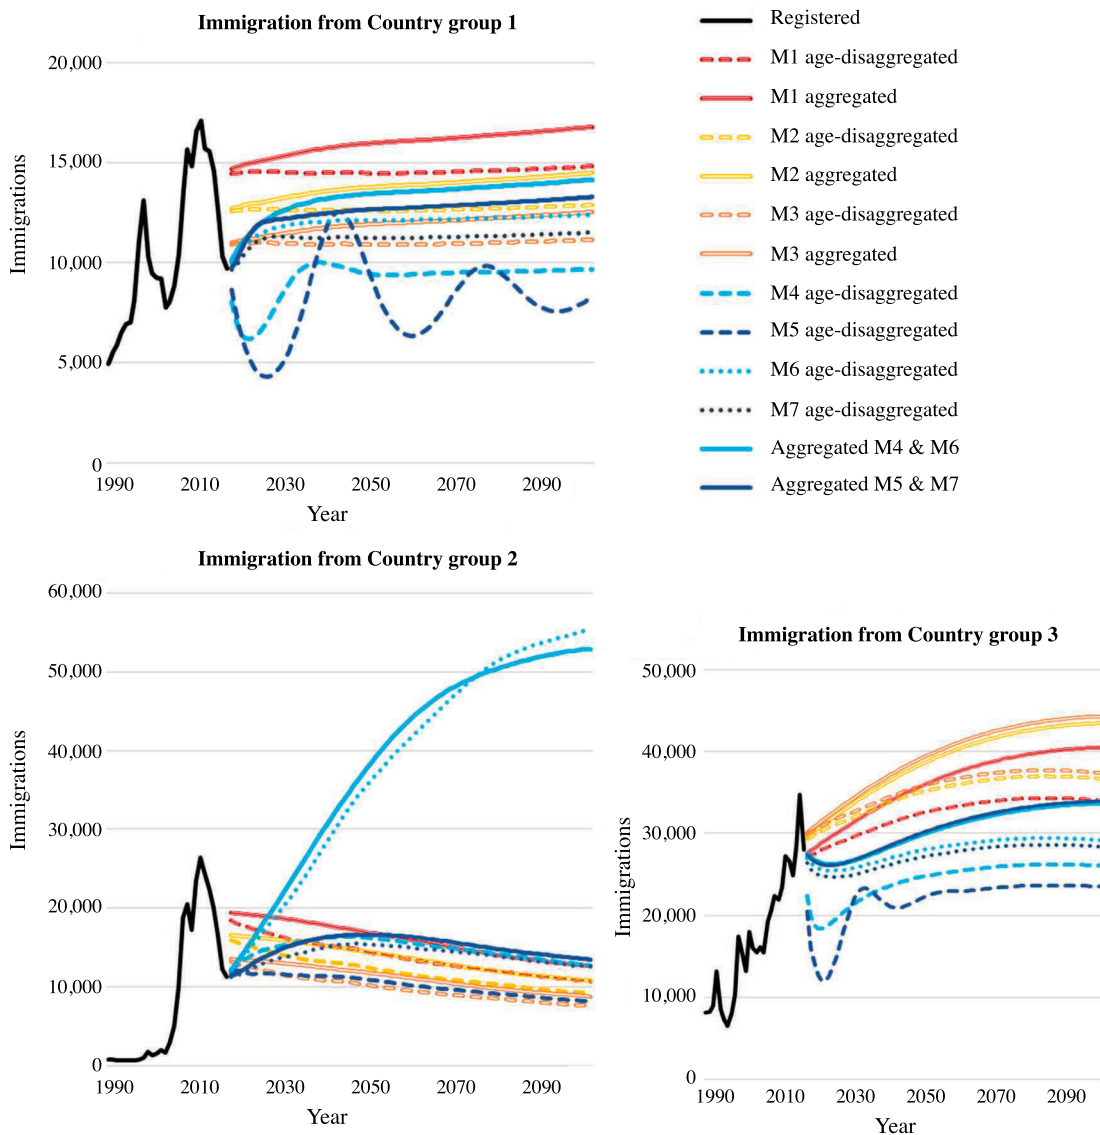 Immigration from Country group 1
20,000
15,000
10,000
5,000
0
Immigrations
1990 2010 2030 2050 2070 2090
Year
Registered
M1 age-disaggregated
M1 aggregated
M2 age-disaggregated
M2 aggregated
M3 age-disaggregated
M3 aggregated
M4 age-disaggregated
M5 age-disaggregated
M6 age-disaggregated
M7 age-disaggregated
Aggregated M4 & M6
Aggregated M5 & M7
Immigration from Country group 2
60,000
50,000
40,000
30,000
20,000
10,000
0
Immigrations
1990 2010 2030 2050 2070 2090
Year
Immigration from Country group 3
50,000
40,000
30,000
20,000
10,000
0
Immigrations
1990 2010 2030 2050 2070 2090
Year